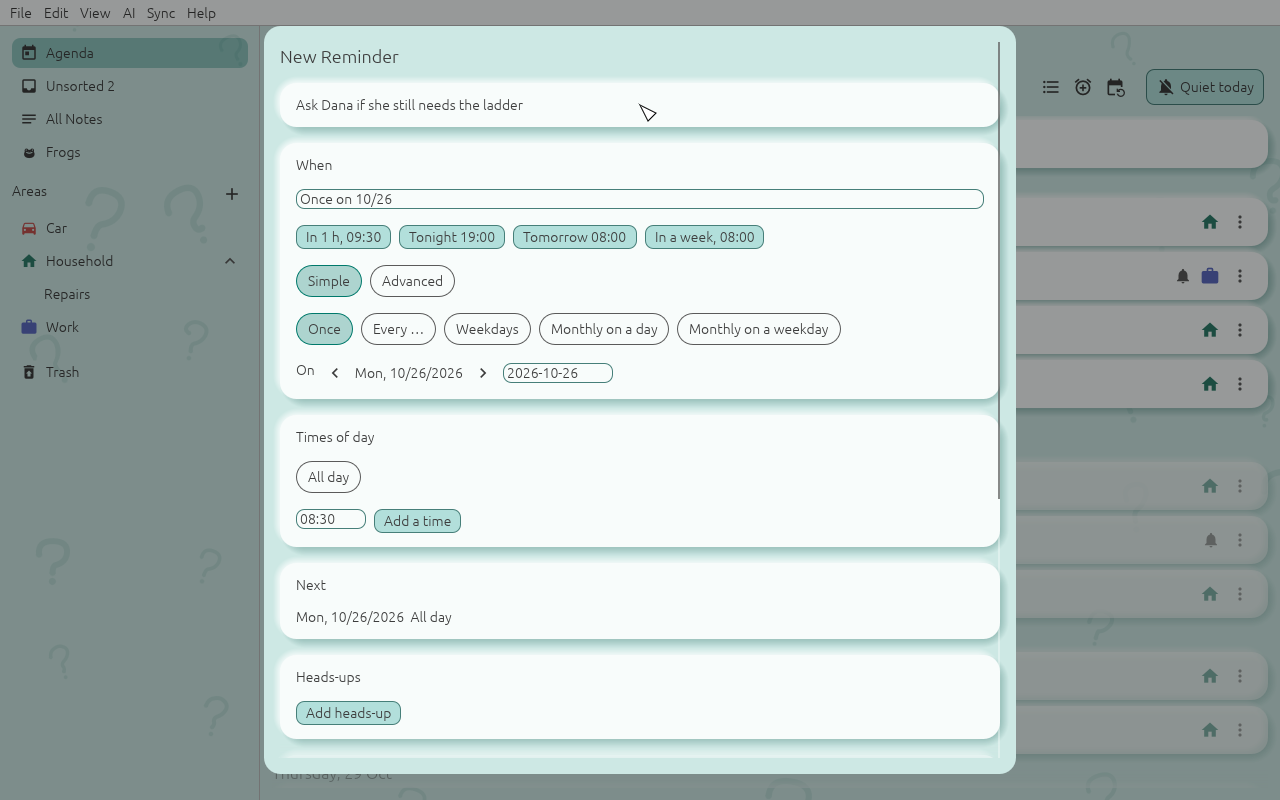 File Edit View AI Sync Help
Agenda
Unsorted 2
All Notes
Frogs
Areas
Car
Household
Repairs
Work
Trash
Quiet today
New Reminder
Ask Dana if she still needs the ladder
When
Once on 10/26
In 1 h, 09:30 Tonight 19:00 Tomorrow 08:00 In a week, 08:00
Simple Advanced
Once Every ... Weekdays Monthly on a day Monthly on a weekday
On Mon, 10/26/2026 2026-10-26
Times of day
All day
08:30 Add a time
Next
Mon, 10/26/2026 All day
Heads-ups
Add heads-up
Thursday, 29 Oct